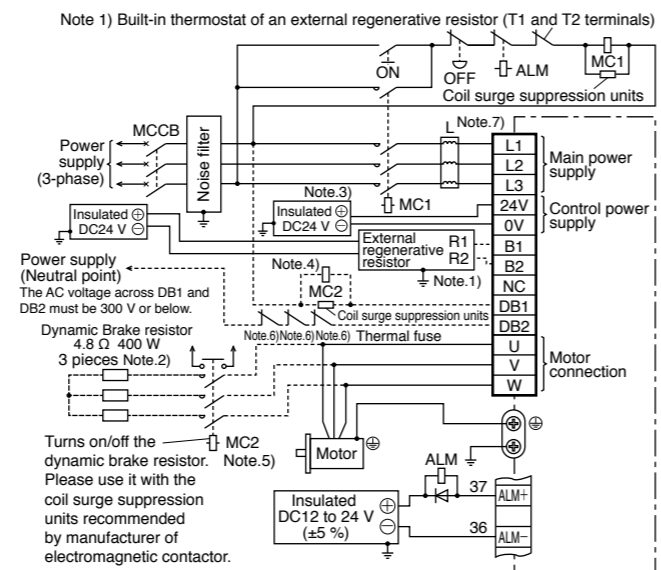 Note 1) Built-in thermostat of an external regenerative resistor (T1 and T2 terminals)
ON
OFF
ALM
MC1
Coil surge suppression units
MCCB
Power
supply
(3-phase)
Noise filter
L
Note.7)
L1
L2
L3
Main power
supply
MC1
Note.3)
Insulated ⊕
DC24 V ⊖
Insulated ⊕
DC24 V ⊖
24V
0V
Control power
supply
External
regenerative
resistor
R1
R2
Note.1)
B1
B2
NC
DB1
DB2
Power supply
(Neutral point)
The AC voltage across DB1 and
DB2 must be 300 V or below.
Note.4)
MC2
Coil surge suppression units
Note.6)Note.6)Note.6)
Thermal fuse
Dynamic Brake resistor
4.8 Ω 400 W
3 pieces Note.2)
U
V
W
Motor
connection
Turns on/off the
dynamic brake resistor.
Please use it with the
coil surge suppression
units recommended
by manufacturer of
electromagnetic contactor.
MC2
Note.5)
Motor
ALM
Insulated
DC12 to 24 V
(±5 %)
⊕
⊖
37
ALM+
36
ALM−